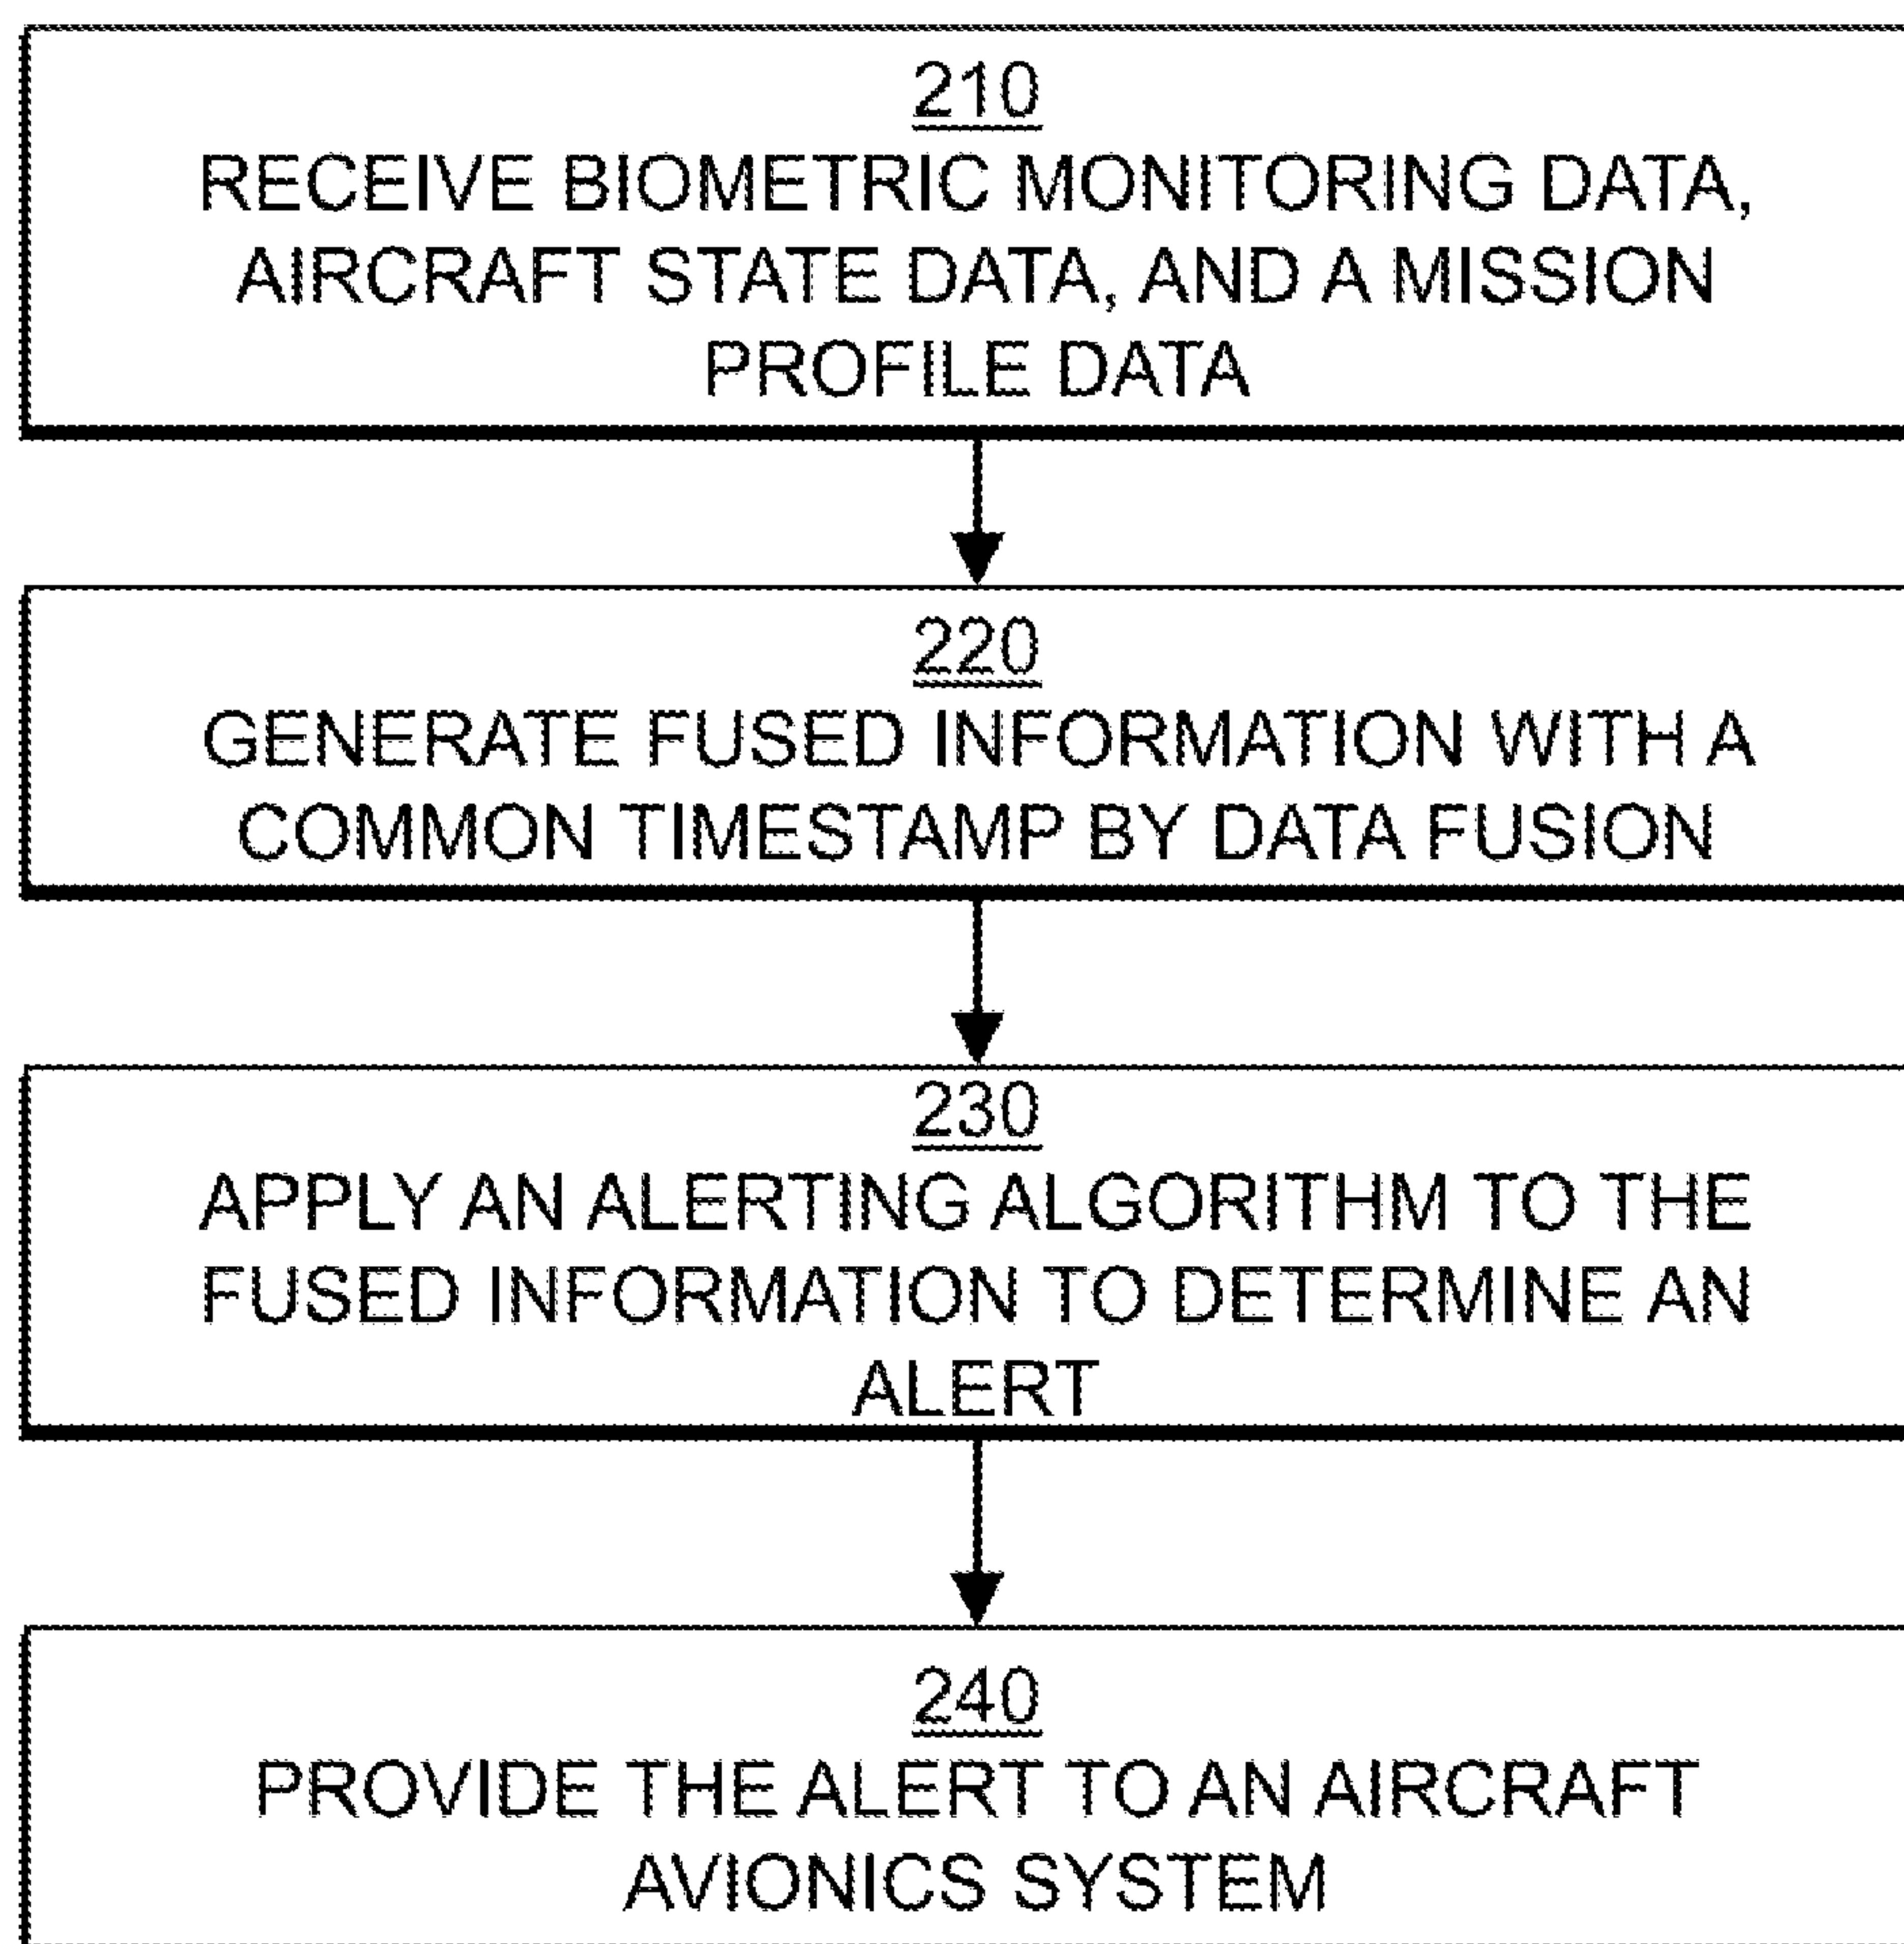 210
RECEIVE BIOMETRIC MONITORING DATA,
AIRCRAFT STATE DATA, AND A MISSION
PROFILE DATA
220
GENERATE FUSED INFORMATION WITH A
COMMON TIMESTAMP BY DATA FUSION
230
APPLY AN ALERTING ALGORITHM TO THE
FUSED INFORMATION TO DETERMINE AN
ALERT
240
PROVIDE THE ALERT TO AN AIRCRAFT
AVIONICS SYSTEM